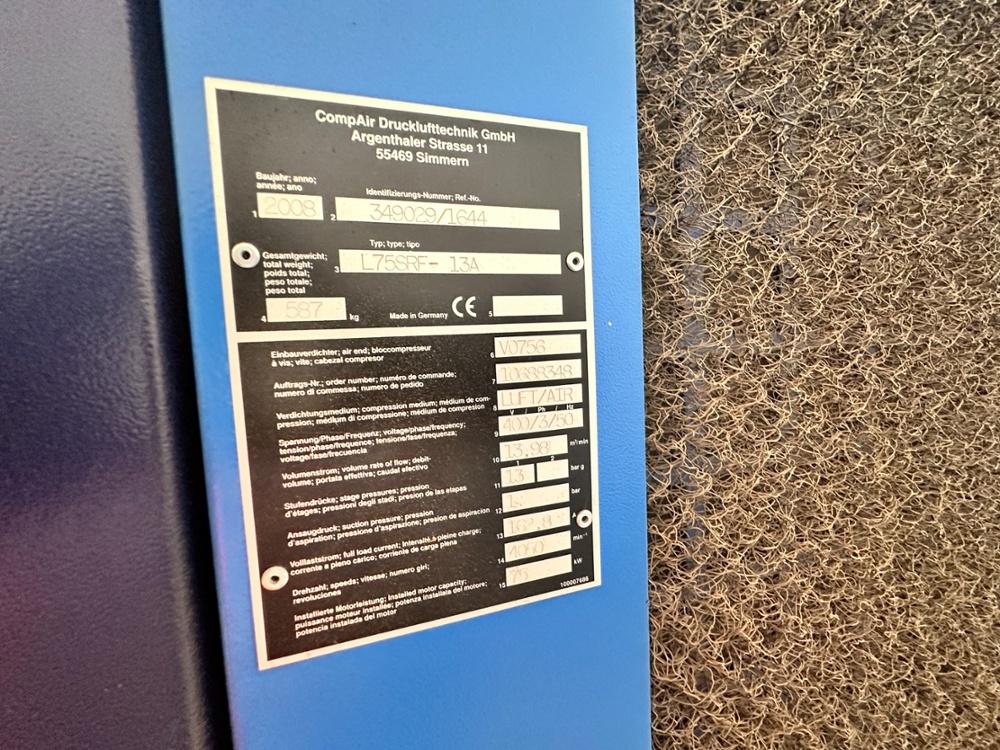 CompAir Drucklufttechnik GmbH
Argenthaler Strasse 11
55469 Simmern
Baujahr; anno;
année; ano
Identifizierungs-Nummer; Ref.-No.
1 2008 2 349029/1644
Typ; type; tipo
Gesamtgewicht;
total weight;
poids total;
peso totale;
peso total
3 L75SRF- 13A
4 587 kg Made in Germany CE 5
Einbauverdichter; air end; bloccompresseur
à vis; vite; cabezal compresor
6 V075G
Auftrags-Nr.; order number; numéro de commande;
numero di commessa; numero de pedido
7 10688348
Verdichtungsmedium; compression medium; médium de com-
pression; médium di compressione; médium de compresion
8 LUFT/AIR
V / Ph / Hz
Spannung/Phase/Frequenz; voltage/phase/frequency;
tension/phase/frequence; tensione/fase/frequenza;
voltage/fase/frecuencia
9 400/3/50
Volumenstrom; volume rate of flow; debit-
volume; portata effettiva; caudal efectivo
10 13,98 m³/min
1 2
Stufendrücke; stage pressures; pression
d'étages; pressioni degli stadi; presion de las etapas
11 13 bar g
Ansaugdruck; suction pressure; pression
d'aspiration; pressione d'aspirazione; presion de aspiracion
12 bar
Volllaststrom; full load current; intensité à pleine charge;
corrente a pieno carico; corriente de carga plena
13 A
Drehzahl; speeds; vitesse; numero giri;
revoluciones
14 min⁻¹
Installierte Motorleistung; installed motor capacity;
puissance moteur installée; potenza installata del motore;
potencia instalada del motor
15 75 kW
100007686